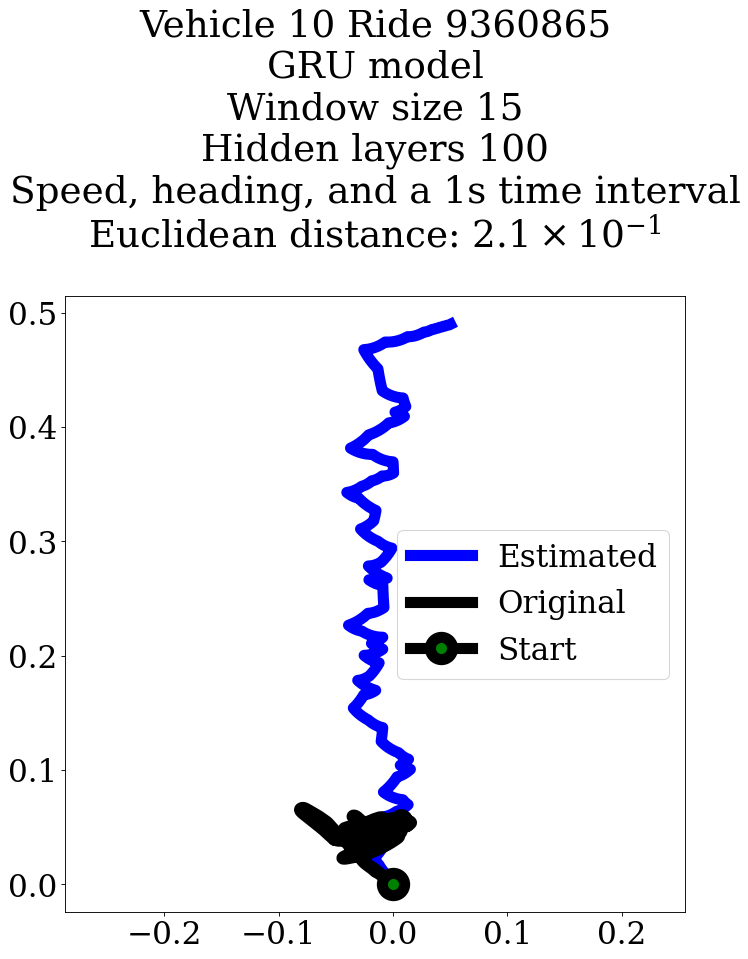 Vehicle 10 Ride 9360865
GRU model
Window size 15
Hidden layers 100
Speed, heading, and a 1s time interval
Euclidean distance: 2.1 × 10⁻¹
0.5
0.4
0.3
0.2
0.1
0.0
Estimated
Original
Start
−0.2
−0.1
0.0
0.1
0.2